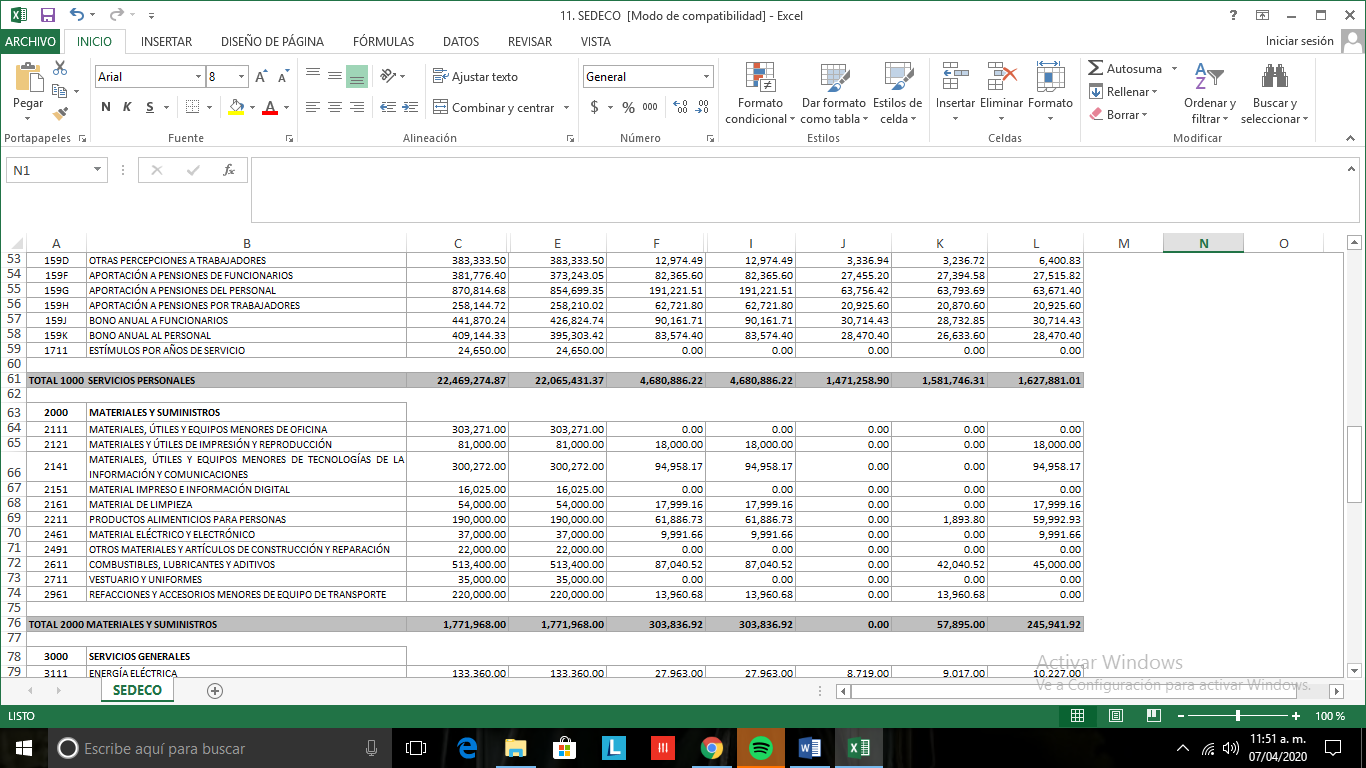 11. SEDECO [Modo de compatibilidad] - Excel
ARCHIVO INICIO INSERTAR DISEÑO DE PÁGINA FÓRMULAS DATOS REVISAR VISTA Iniciar sesión
Arial 8 Ajustar texto General Autosuma
Pegar N K S Combinar y centrar $ % 000 Formato condicional Dar formato como tabla Estilos de celda Insertar Eliminar Formato Rellenar Borrar Ordenar y filtrar Buscar y seleccionar
Portapapeles Fuente Alineación Número Estilos Celdas Modificar
N1 fx
A B C E F I J K L M N O
53 159D OTRAS PERCEPCIONES A TRABAJADORES 383,333.50 383,333.50 12,974.49 12,974.49 3,336.94 3,236.72 6,400.83
54 159F APORTACIÓN A PENSIONES DE FUNCIONARIOS 381,776.40 373,243.05 82,365.60 82,365.60 27,455.20 27,394.58 27,515.82
55 159G APORTACIÓN A PENSIONES DEL PERSONAL 870,814.68 854,699.35 191,221.51 191,221.51 63,756.42 63,793.69 63,671.40
56 159H APORTACIÓN A PENSIONES POR TRABAJADORES 258,144.72 258,210.02 62,721.80 62,721.80 20,925.60 20,870.60 20,925.60
57 159J BONO ANUAL A FUNCIONARIOS 441,870.24 426,824.74 90,161.71 90,161.71 30,714.43 28,732.85 30,714.43
58 159K BONO ANUAL AL PERSONAL 409,144.33 395,303.42 83,574.40 83,574.40 28,470.40 26,633.60 28,470.40
59 1711 ESTÍMULOS POR AÑOS DE SERVICIO 24,650.00 24,650.00 0.00 0.00 0.00 0.00 0.00
60
61 TOTAL 1000 SERVICIOS PERSONALES 22,469,274.87 22,065,431.37 4,680,886.22 4,680,886.22 1,471,258.90 1,581,746.31 1,627,881.01
62
63 2000 MATERIALES Y SUMINISTROS
64 2111 MATERIALES, ÚTILES Y EQUIPOS MENORES DE OFICINA 303,271.00 303,271.00 0.00 0.00 0.00 0.00 0.00
65 2121 MATERIALES Y ÚTILES DE IMPRESIÓN Y REPRODUCCIÓN 81,000.00 81,000.00 18,000.00 18,000.00 0.00 0.00 18,000.00
66 2141 MATERIALES, ÚTILES Y EQUIPOS MENORES DE TECNOLOGÍAS DE LA
INFORMACIÓN Y COMUNICACIONES 300,272.00 300,272.00 94,958.17 94,958.17 0.00 0.00 94,958.17
67 2151 MATERIAL IMPRESO E INFORMACIÓN DIGITAL 16,025.00 16,025.00 0.00 0.00 0.00 0.00 0.00
68 2161 MATERIAL DE LIMPIEZA 54,000.00 54,000.00 17,999.16 17,999.16 0.00 0.00 17,999.16
69 2211 PRODUCTOS ALIMENTICIOS PARA PERSONAS 190,000.00 190,000.00 61,886.73 61,886.73 0.00 1,893.80 59,992.93
70 2461 MATERIAL ELÉCTRICO Y ELECTRÓNICO 37,000.00 37,000.00 9,991.66 9,991.66 0.00 0.00 9,991.66
71 2491 OTROS MATERIALES Y ARTÍCULOS DE CONSTRUCCIÓN Y REPARACIÓN 22,000.00 22,000.00 0.00 0.00 0.00 0.00 0.00
72 2611 COMBUSTIBLES, LUBRICANTES Y ADITIVOS 513,400.00 513,400.00 87,040.52 87,040.52 0.00 42,040.52 45,000.00
73 2711 VESTUARIO Y UNIFORMES 35,000.00 35,000.00 0.00 0.00 0.00 0.00 0.00
74 2961 REFACCIONES Y ACCESORIOS MENORES DE EQUIPO DE TRANSPORTE 220,000.00 220,000.00 13,960.68 13,960.68 0.00 13,960.68 0.00
75
76 TOTAL 2000 MATERIALES Y SUMINISTROS 1,771,968.00 1,771,968.00 303,836.92 303,836.92 0.00 57,895.00 245,941.92
77
78 3000 SERVICIOS GENERALES
79 3111 ENERGÍA ELÉCTRICA 133,360.00 133,360.00 27,963.00 27,963.00 8,719.00 9,017.00 10,227.00
Activar Windows
Ve a Configuración para activar Windows.
SEDECO
LISTO 100 %
Escribe aquí para buscar 11:51 a. m.
07/04/2020